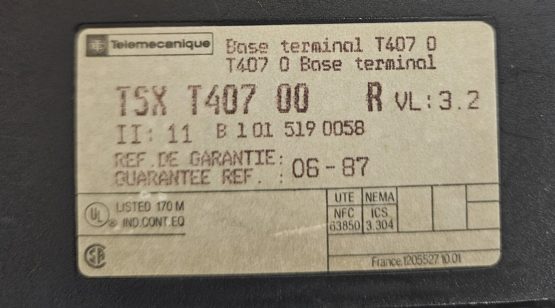 Telemecanique
Base terminal T407 0
T407 0 Base terminal
TSX T407 00 R VL: 3.2
II: 11 B 1 01 519 0058
REF. DE GARANTIE:
GUARANTEE REF. : 06-87
UL LISTED 170 M
® IND.CONT.EQ
UTE NEMA
NFC ICS
63850 3.304
SA
France.1205527 10.01